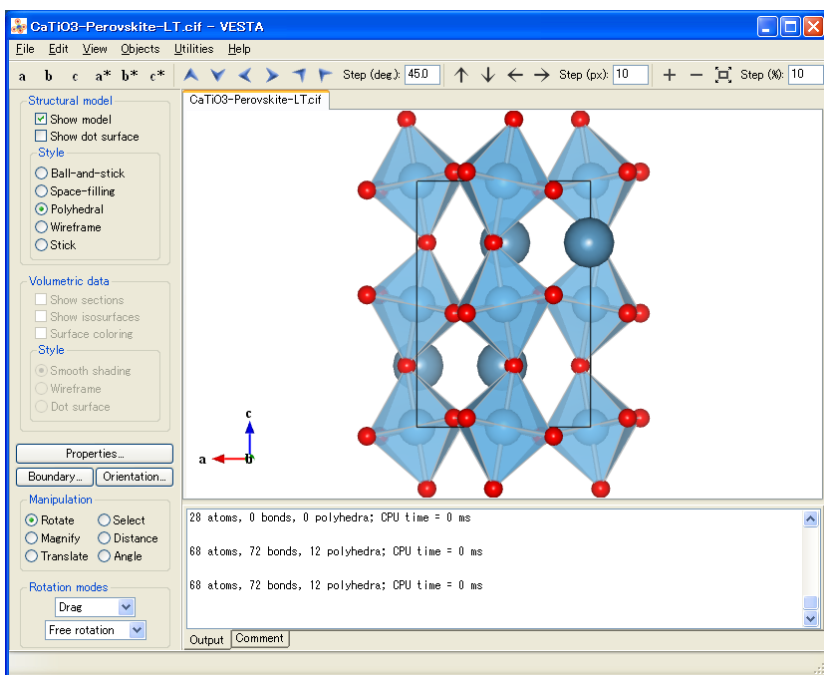 CaTiO3-Perovskite-LT.cif - VESTA
File Edit View Objects Utilities Help
a b c a* b* c* Step (deg.): 45.0 Step (px): 10 Step (%): 10
CaTiO3-Perovskite-LT.cif
Structural model
Show model
Show dot surface
Style
Ball-and-stick
Space-filling
Polyhedral
Wireframe
Stick
Volumetric data
Show sections
Show isosurfaces
Surface coloring
Style
Smooth shading
Wireframe
Dot surface
Properties...
Boundary... Orientation...
Manipulation
Rotate Select
Magnify Distance
Translate Angle
Rotation modes
Drag
Free rotation
c
a b
28 atoms, 0 bonds, 0 polyhedra; CPU time = 0 ms
68 atoms, 72 bonds, 12 polyhedra; CPU time = 0 ms
68 atoms, 72 bonds, 12 polyhedra; CPU time = 0 ms
Output Comment